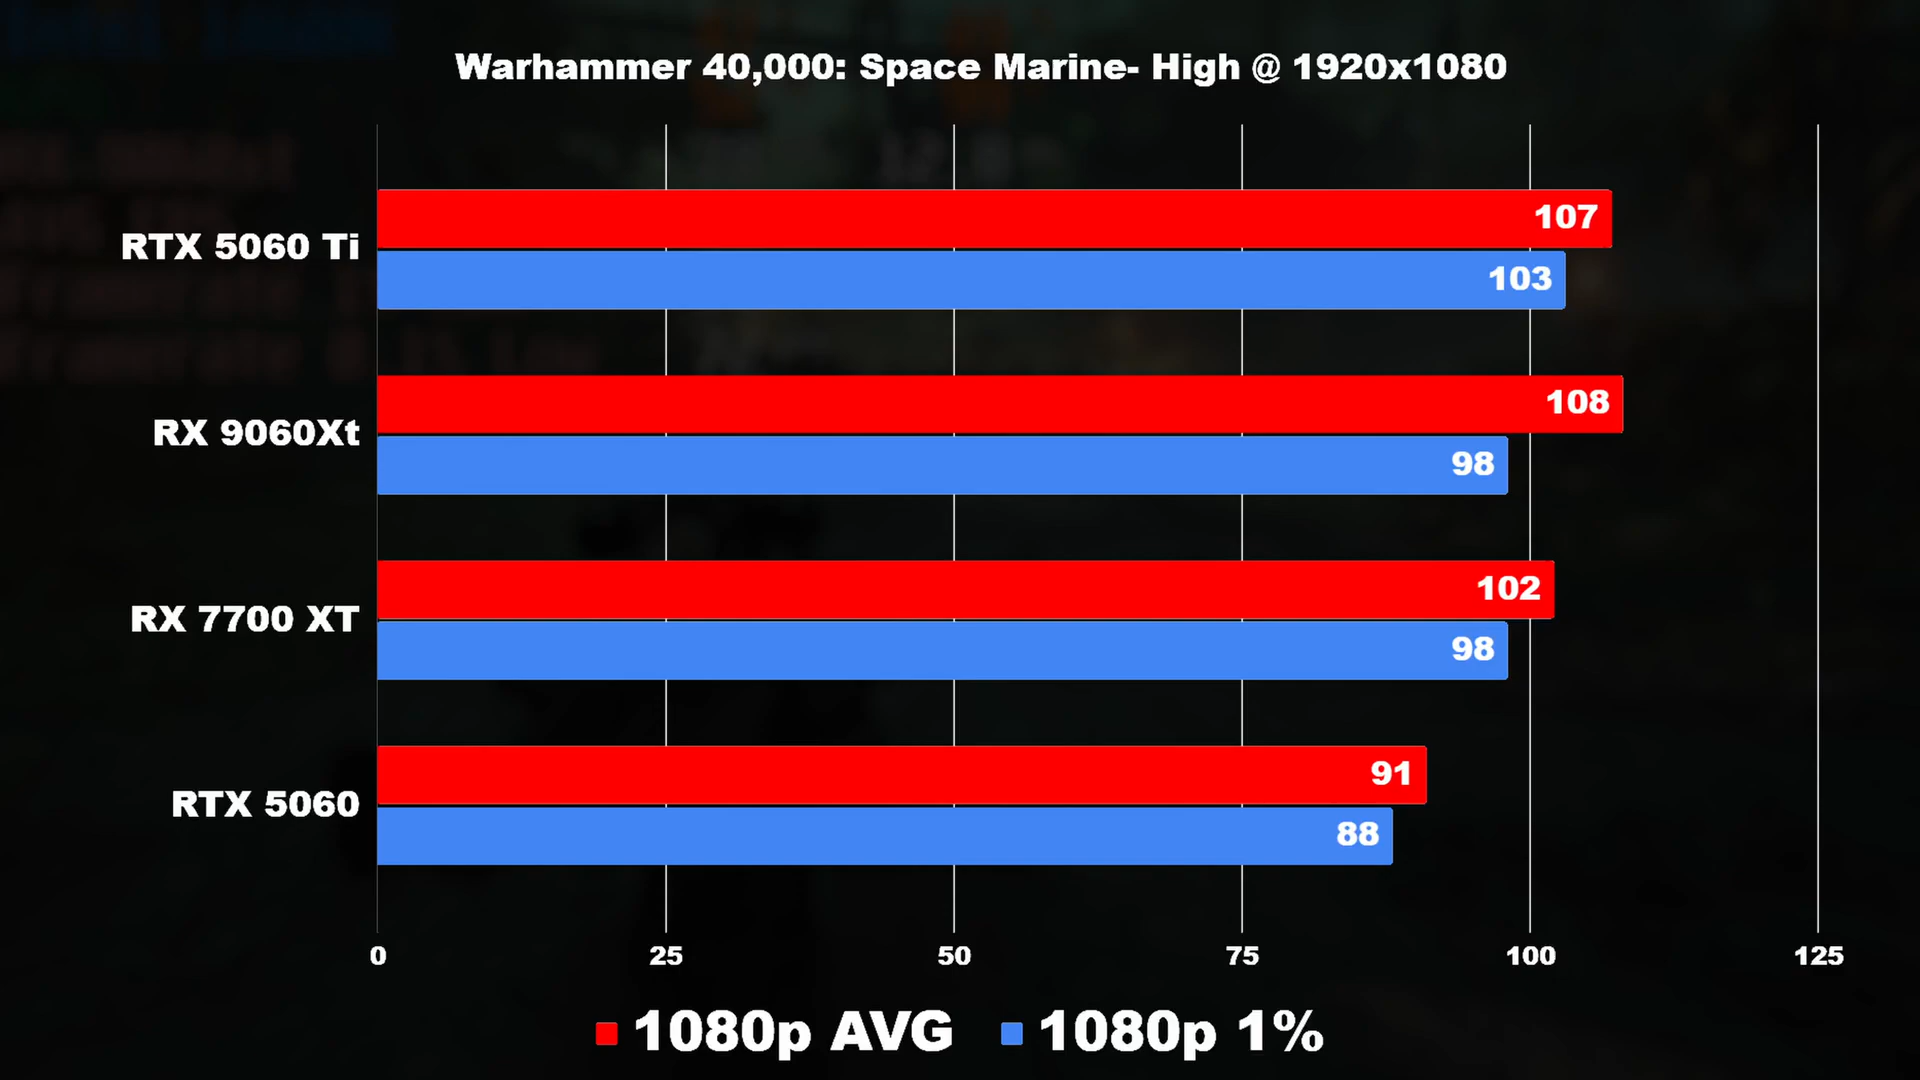 Warhammer 40,000: Space Marine- High @ 1920x1080
RTX 5060 Ti
107
103
RX 9060Xt
108
98
RX 7700 XT
102
98
RTX 5060
91
88
0 25 50 75 100 125
1080p AVG 1080p 1%